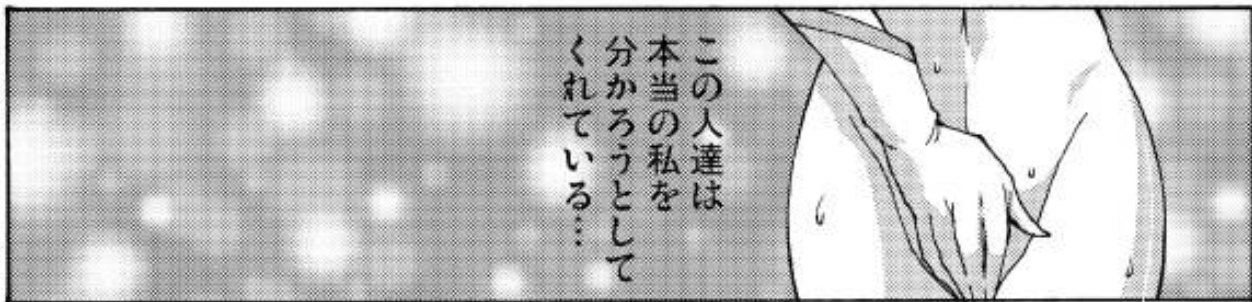 この人達は
本当の私を
分かろうとして
くれている…